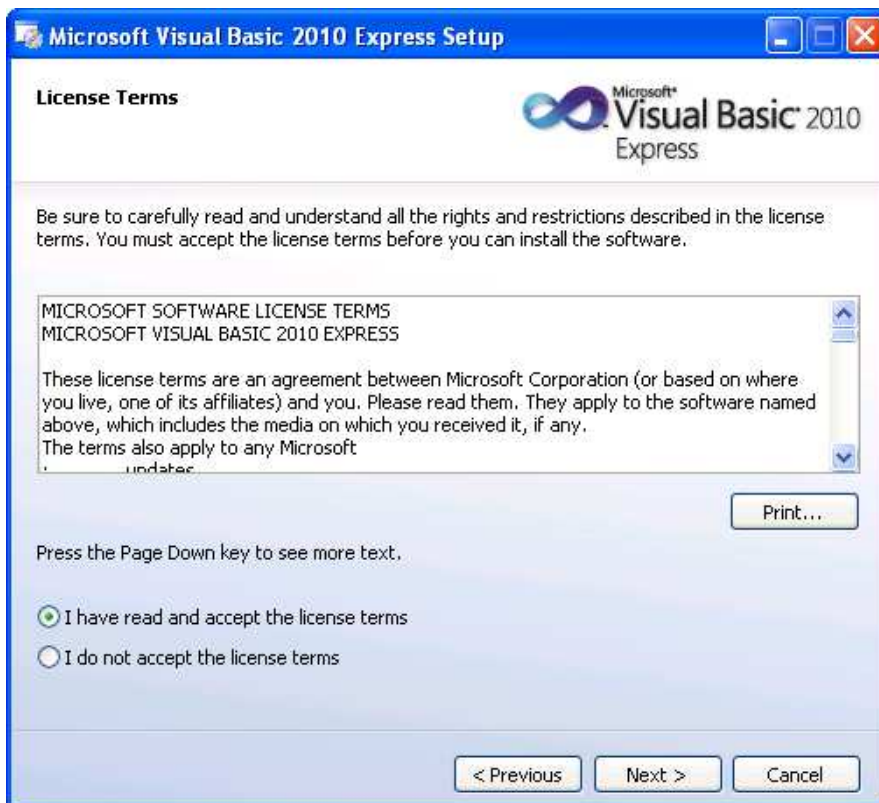 Microsoft Visual Basic 2010 Express Setup
License Terms
Microsoft®
Visual Basic® 2010
Express
Be sure to carefully read and understand all the rights and restrictions described in the license
terms. You must accept the license terms before you can install the software.
MICROSOFT SOFTWARE LICENSE TERMS
MICROSOFT VISUAL BASIC 2010 EXPRESS
These license terms are an agreement between Microsoft Corporation (or based on where
you live, one of its affiliates) and you. Please read them. They apply to the software named
above, which includes the media on which you received it, if any.
The terms also apply to any Microsoft
· updates
Print...
Press the Page Down key to see more text.
I have read and accept the license terms
I do not accept the license terms
< Previous
Next >
Cancel